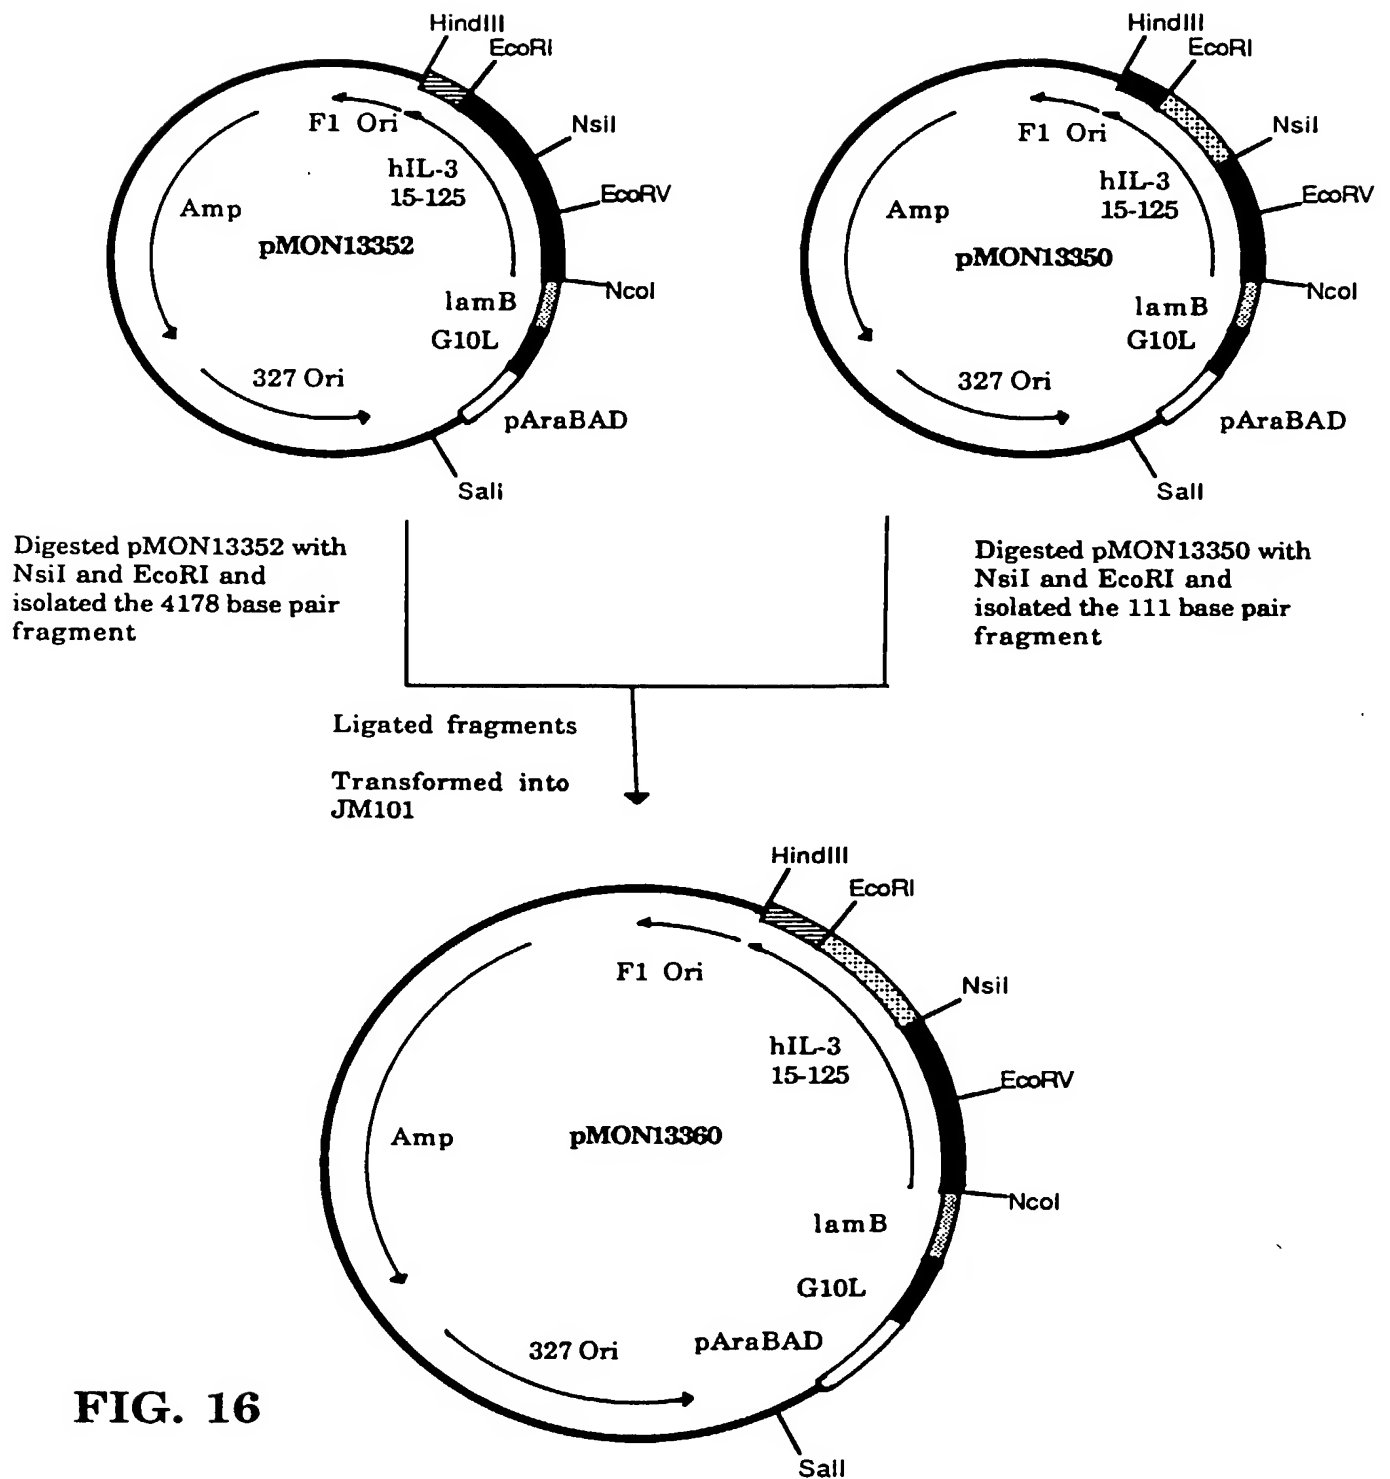 HindIII
EcoRI
NsiI
EcoRV
NcoI
F1 Ori
hIL-3
15-125
Amp
pMON13352
lamB
G10L
327 Ori
pAraBAD
SalI
HindIII
EcoRI
NsiI
EcoRV
NcoI
F1 Ori
hIL-3
15-125
Amp
pMON13350
lamB
G10L
327 Ori
pAraBAD
SalI
Digested pMON13352 with
NsiI and EcoRI and
isolated the 4178 base pair
fragment
Digested pMON13350 with
NsiI and EcoRI and
isolated the 111 base pair
fragment
Ligated fragments
Transformed into
JM101
HindIII
EcoRI
NsiI
EcoRV
NcoI
F1 Ori
hIL-3
15-125
Amp
pMON13360
lamB
G10L
pAraBAD
327 Ori
SalI
FIG. 16